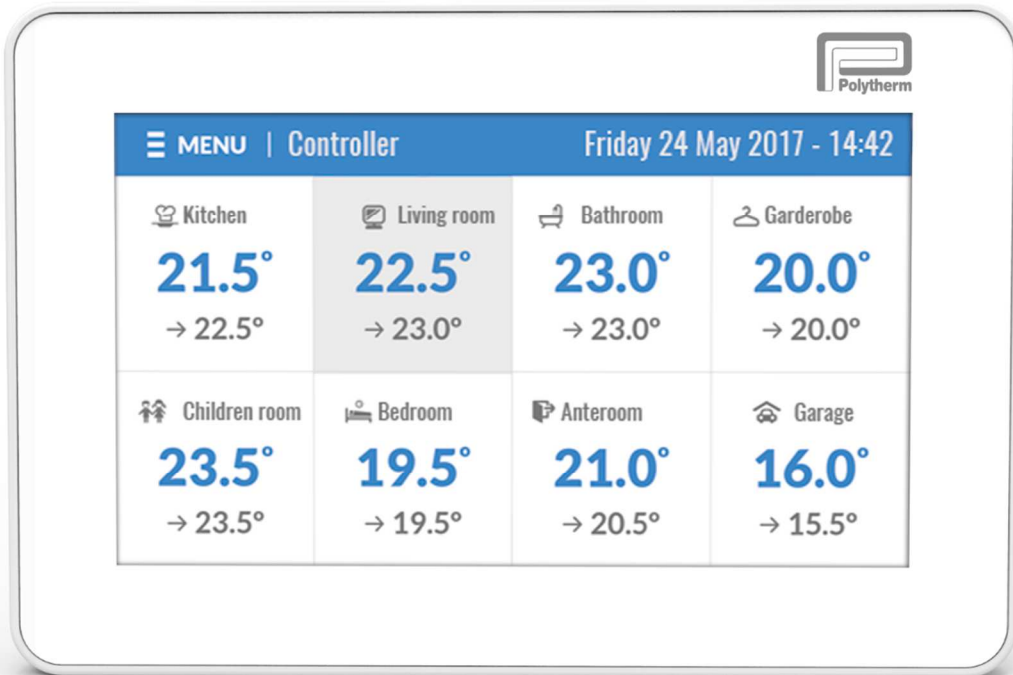 Polytherm
MENU | Controller Friday 24 May 2017 - 14:42
Kitchen Living room Bathroom Garderobe
21.5° 22.5° 23.0° 20.0°
→ 22.5° → 23.0° → 23.0° → 20.0°
Children room Bedroom Anteroom Garage
23.5° 19.5° 21.0° 16.0°
→ 23.5° → 19.5° → 20.5° → 15.5°